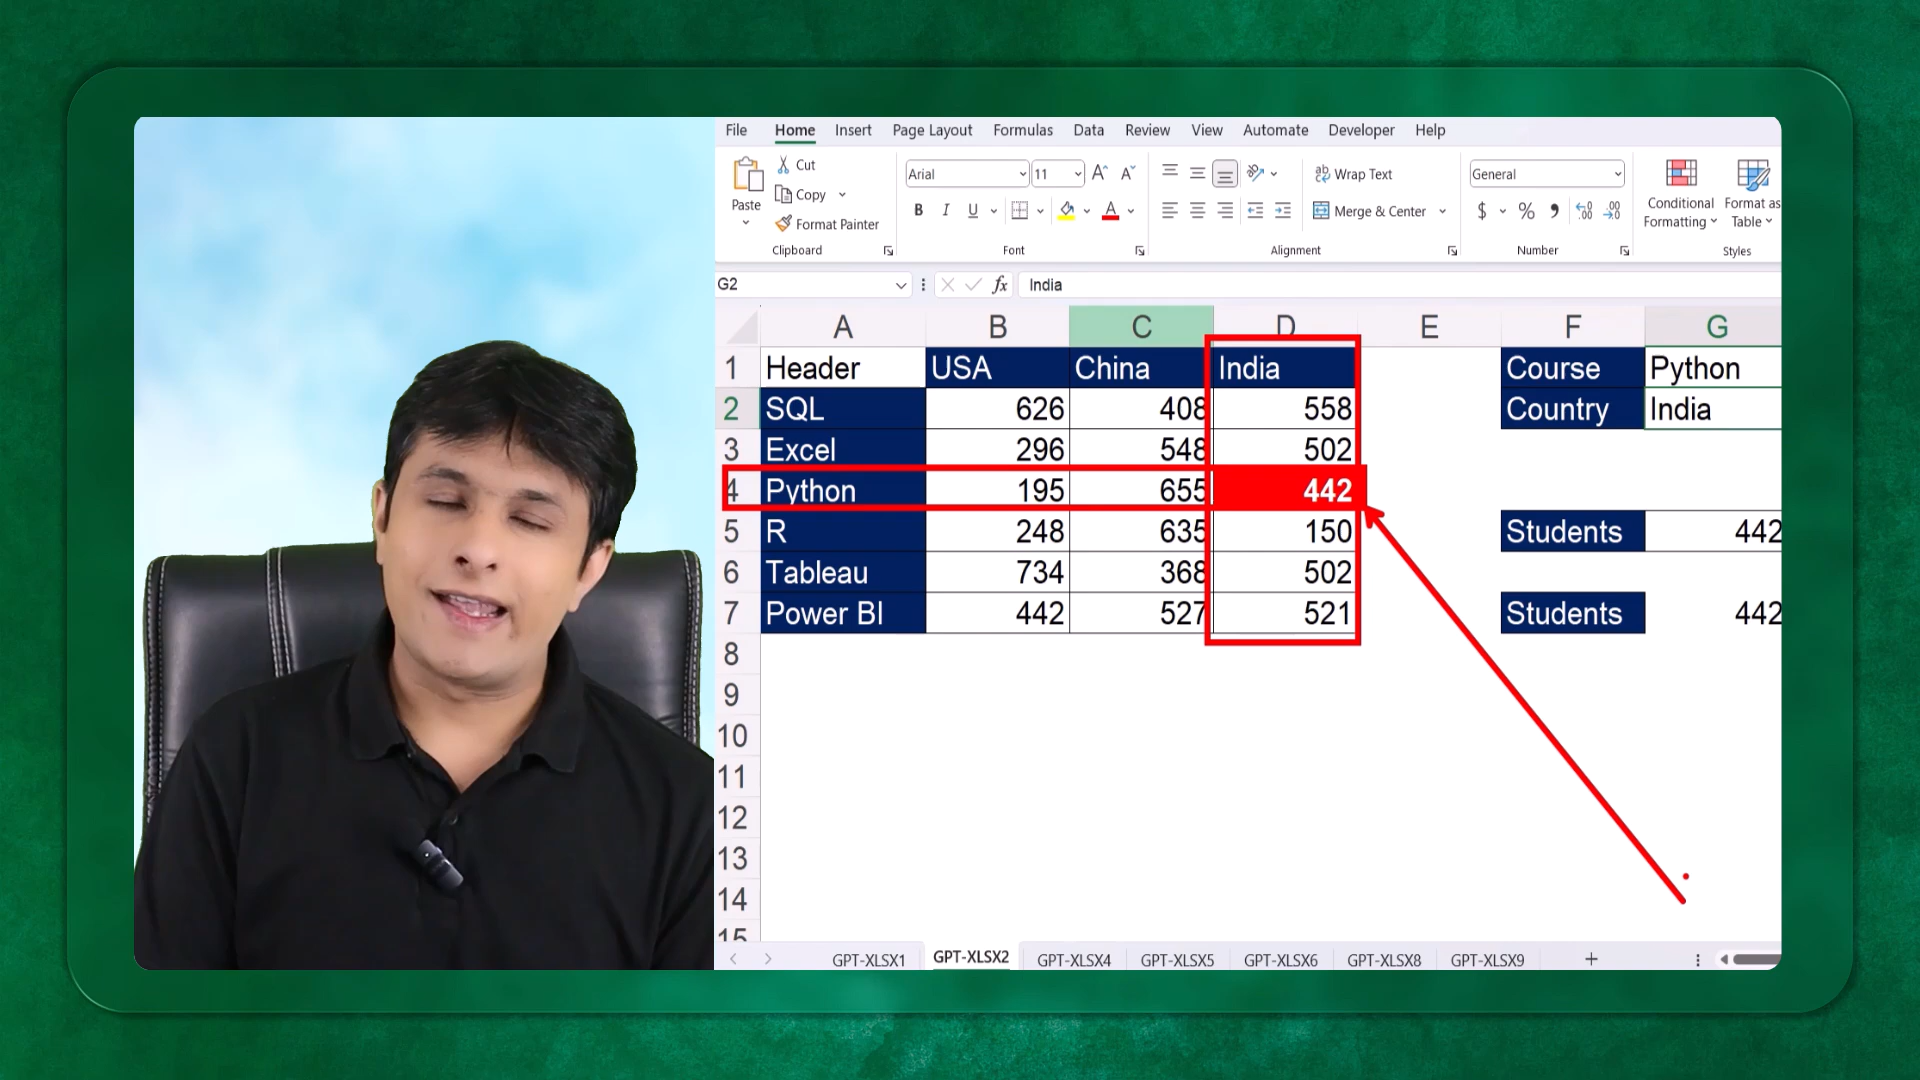 File Home Insert Page Layout Formulas Data Review View Automate Developer Help
Paste
Cut
Copy
Format Painter
Clipboard
Arial 11
B I U
Font
Wrap Text
Merge & Center
Alignment
General
$ % 9
Number
Conditional Formatting
Format as Table
Styles
G2 fx India
A B C D E F G
1 Header USA China India Course Python
2 SQL 626 408 558 Country India
3 Excel 296 548 502
4 Python 195 655 442
5 R 248 635 150 Students 442
6 Tableau 734 368 502
7 Power BI 442 527 521 Students 442
8
9
10
11
12
13
14
15
GPT-XLSX1 GPT-XLSX2 GPT-XLSX4 GPT-XLSX5 GPT-XLSX6 GPT-XLSX8 GPT-XLSX9 +